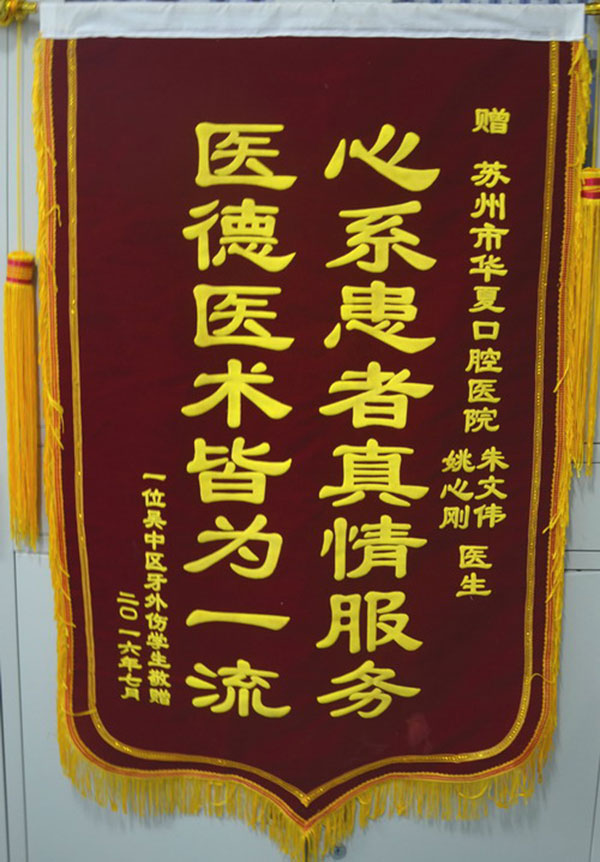 赠 苏州市华夏口腔医院 朱文伟
姚心刚 医生
心系患者真情服务
医德医术皆为一流
一位吴中区牙外伤学生敬赠
二〇一六年七月